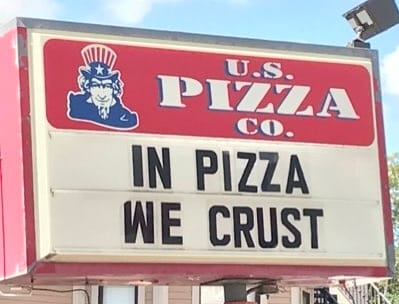 U.S.
PIZZA
CO.
IN PIZZA
WE CRUST